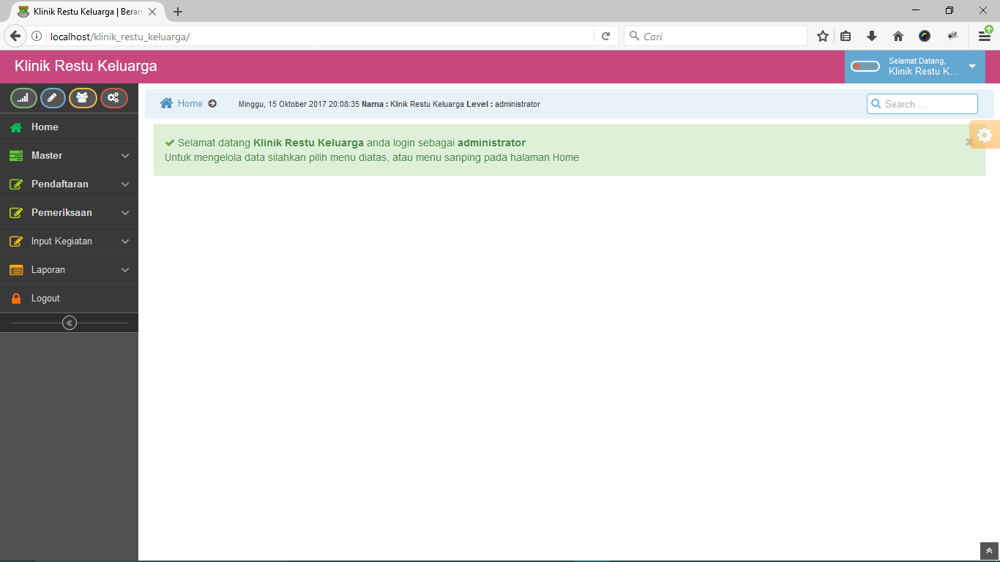 Klinik Restu Keluarga | Beran
localhost/klinik_restu_keluarga/
Cari
Klinik Restu Keluarga
Selamat Datang,
Klinik Restu K...
Home
Minggu, 15 Oktober 2017 20:08:35 Nama : Klinik Restu Keluarga Level : administrator
Search ...
Home
Master
Pendaftaran
Pemeriksaan
Input Kegiatan
Laporan
Logout
Selamat datang Klinik Restu Keluarga anda login sebagai administrator
Untuk mengelola data silahkan pilih menu diatas, atau menu sanping pada halaman Home